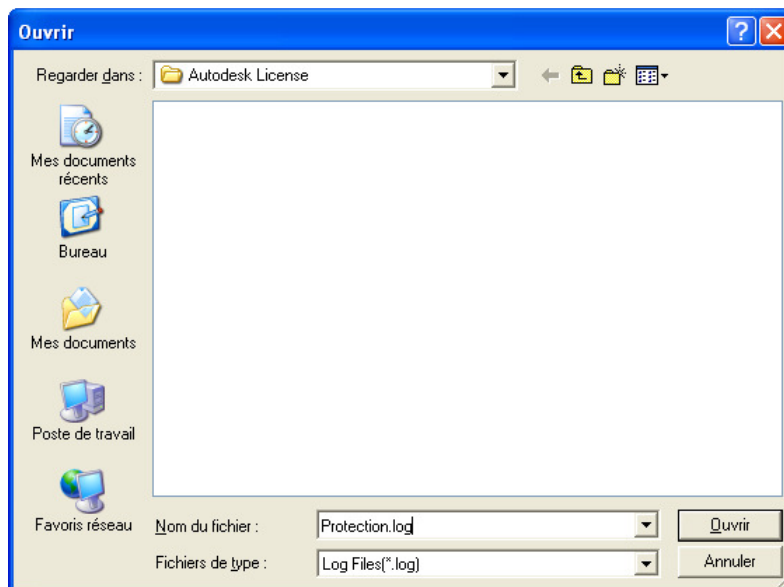 Ouvrir
Regarder dans :
Autodesk License
Mes documents
récents
Bureau
Mes documents
Poste de travail
Favoris réseau
Nom du fichier :
Protection.log
Ouvrir
Fichiers de type :
Log Files(*.log)
Annuler